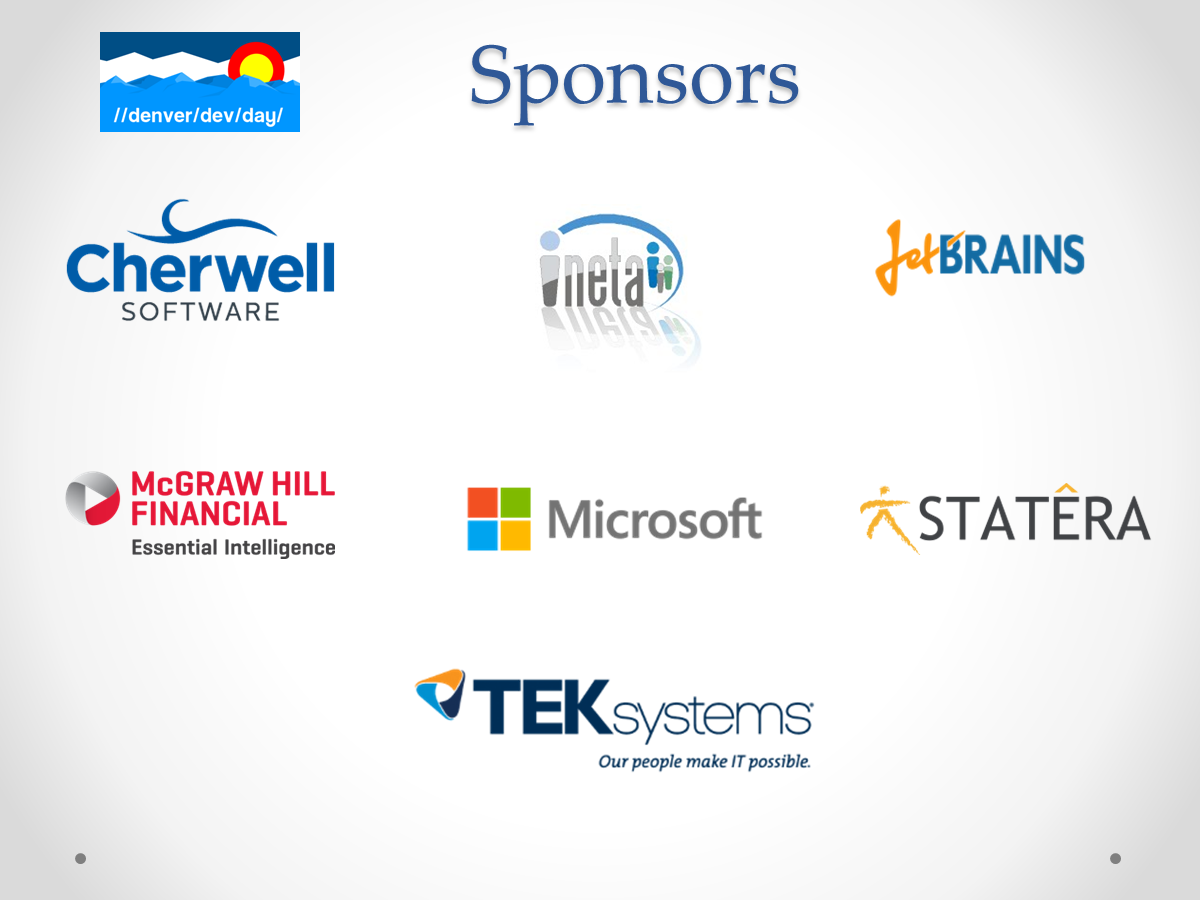 //denver/dev/day/
Sponsors
Cherwell
SOFTWARE
ineta
JetBRAINS
McGRAW HILL
FINANCIAL
Essential Intelligence
Microsoft
STATÊRA
TEKsystems
Our people make IT possible.